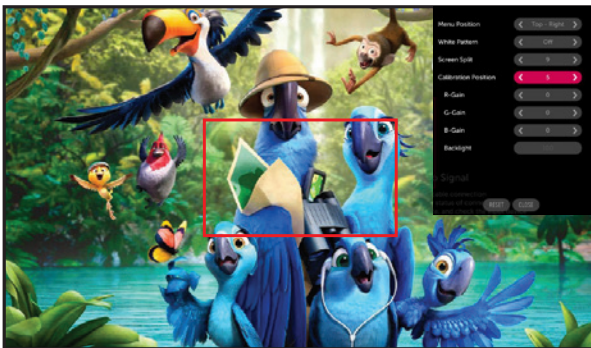 Menu Position
Top - Right
White Pattern
Off
Screen Split
9
Calibration Position
5
R-Gain
0
G-Gain
0
B-Gain
0
Backlight
Signal
RESET
CLOSE